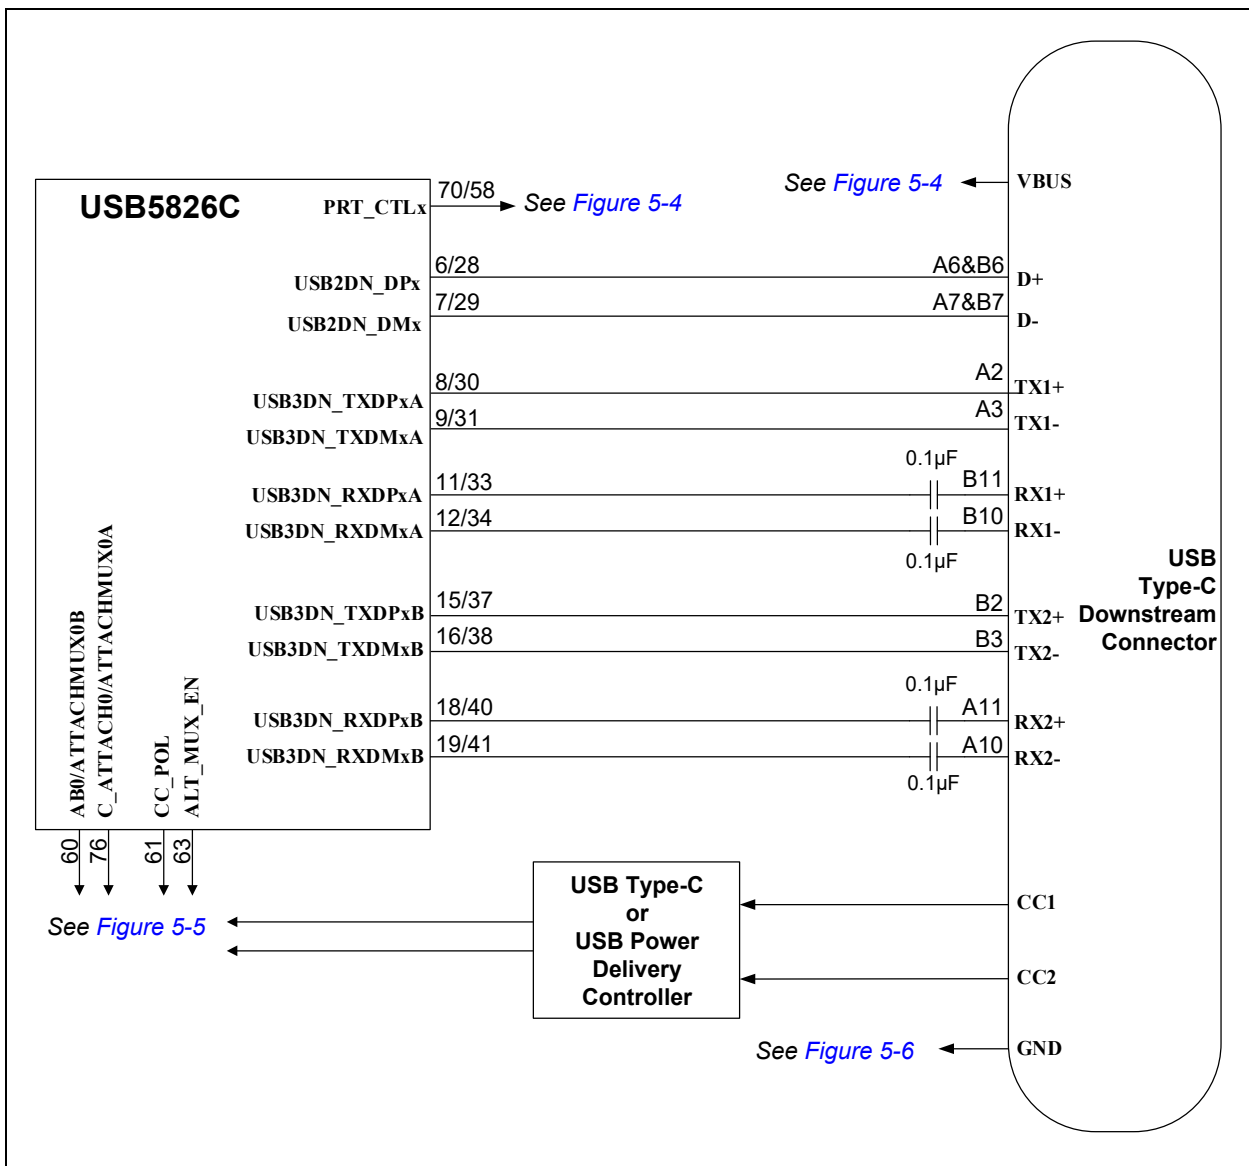 USB5826C
PRT_CTLx
70/58
See Figure 5-4
See Figure 5-4
VBUS
USB2DN_DPx
6/28
A6&B6
D+
USB2DN_DMx
7/29
A7&B7
D-
USB3DN_TXDPxA
8/30
A2
TX1+
USB3DN_TXDMxA
9/31
A3
TX1-
0.1µF
USB3DN_RXDPxA
11/33
B11
RX1+
USB3DN_RXDMxA
12/34
B10
RX1-
0.1µF
USB
Type-C
Downstream
Connector
USB3DN_TXDPxB
15/37
B2
TX2+
USB3DN_TXDMxB
16/38
B3
TX2-
0.1µF
USB3DN_RXDPxB
18/40
A11
RX2+
USB3DN_RXDMxB
19/41
A10
RX2-
0.1µF
AB0/ATTACHMUX0B
C_ATTACH0/ATTACHMUX0A
CC_POL
ALT_MUX_EN
60
76
61
63
See Figure 5-5
USB Type-C
or
USB Power
Delivery
Controller
CC1
CC2
See Figure 5-6
GND